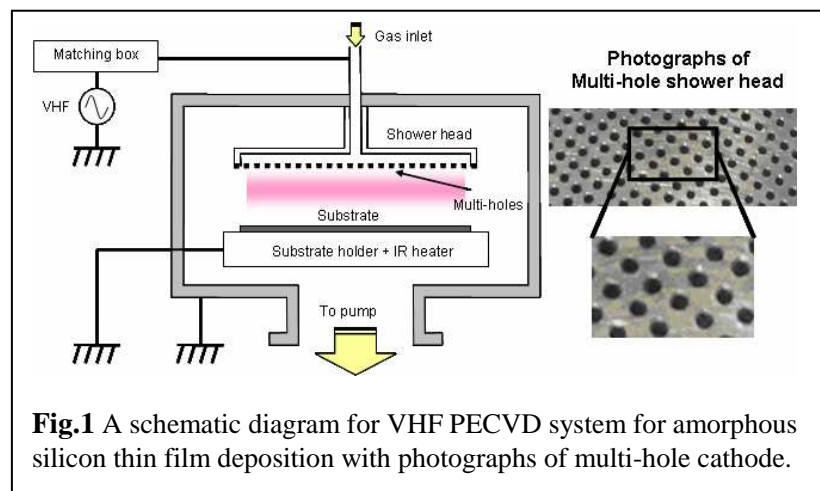 Gas inlet
Matching box
VHF
Shower head
Multi-holes
Substrate
Substrate holder + IR heater
To pump
Photographs of
Multi-hole shower head
Fig.1 A schematic diagram for VHF PECVD system for amorphous
silicon thin film deposition with photographs of multi-hole cathode.